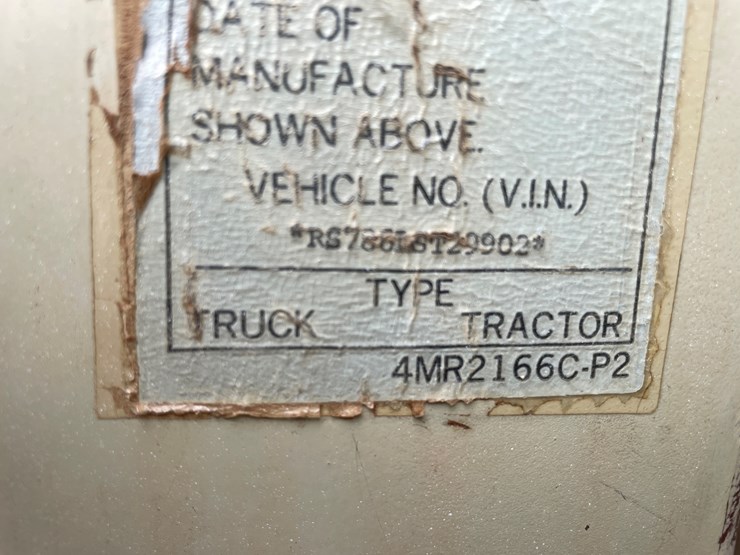 DATE OF
MANUFACTURE
SHOWN ABOVE.
VEHICLE NO. (V.I.N.)
*RS786LST29902*
TYPE
TRUCK TRACTOR
4MR2166C-P2